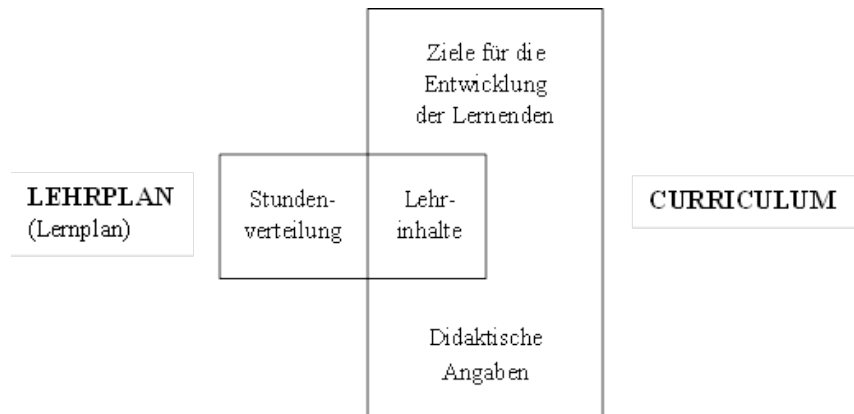 Ziele für die
Entwicklung
der Lernenden
LEHRPLAN
(Lernplan)
Stunden-
verteilung
Lehr-
inhalte
CURRICULUM
Didaktische
Angaben